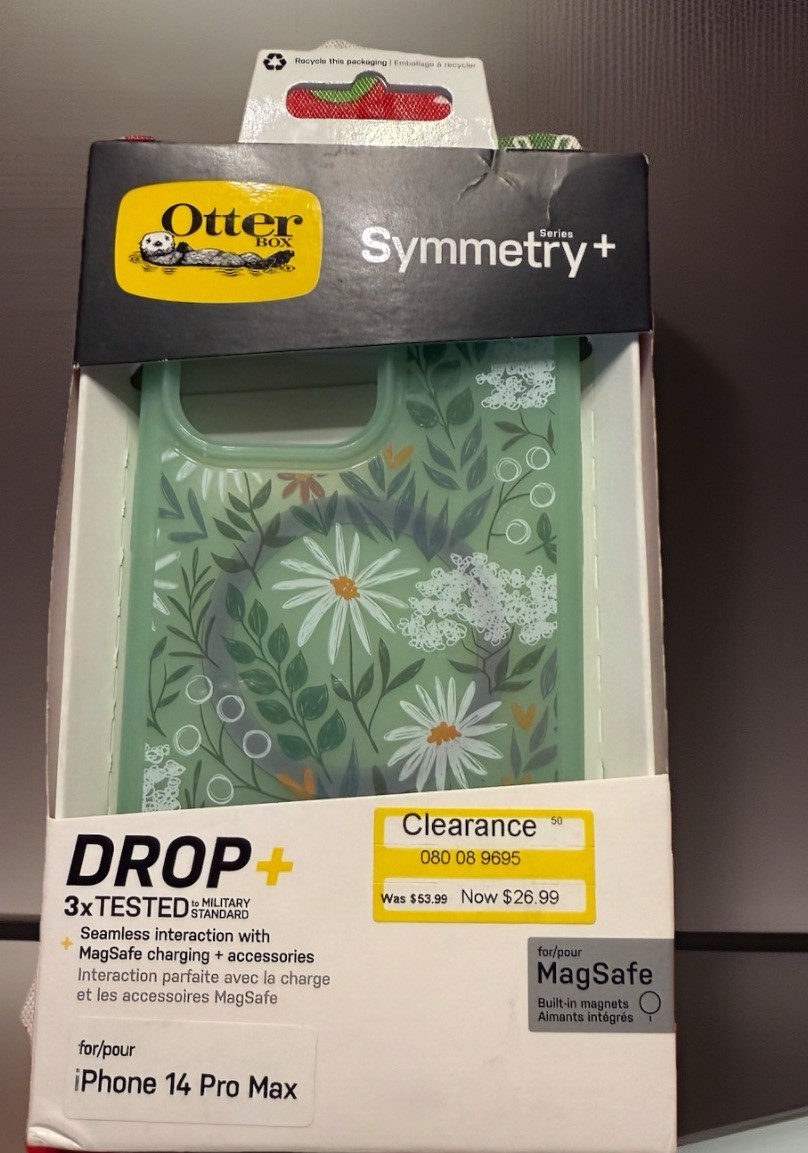 Recycle this packaging | Emballage à recycler
Otter
BOX
Series
Symmetry+
DROP+
3xTESTED to MILITARY STANDARD
+ Seamless interaction with
MagSafe charging + accessories
Interaction parfaite avec la charge
et les accessoires MagSafe
for/pour
iPhone 14 Pro Max
Clearance 50
080 08 9695
Was $53.99 Now $26.99
for/pour
MagSafe
Built-in magnets
Aimants intégrés